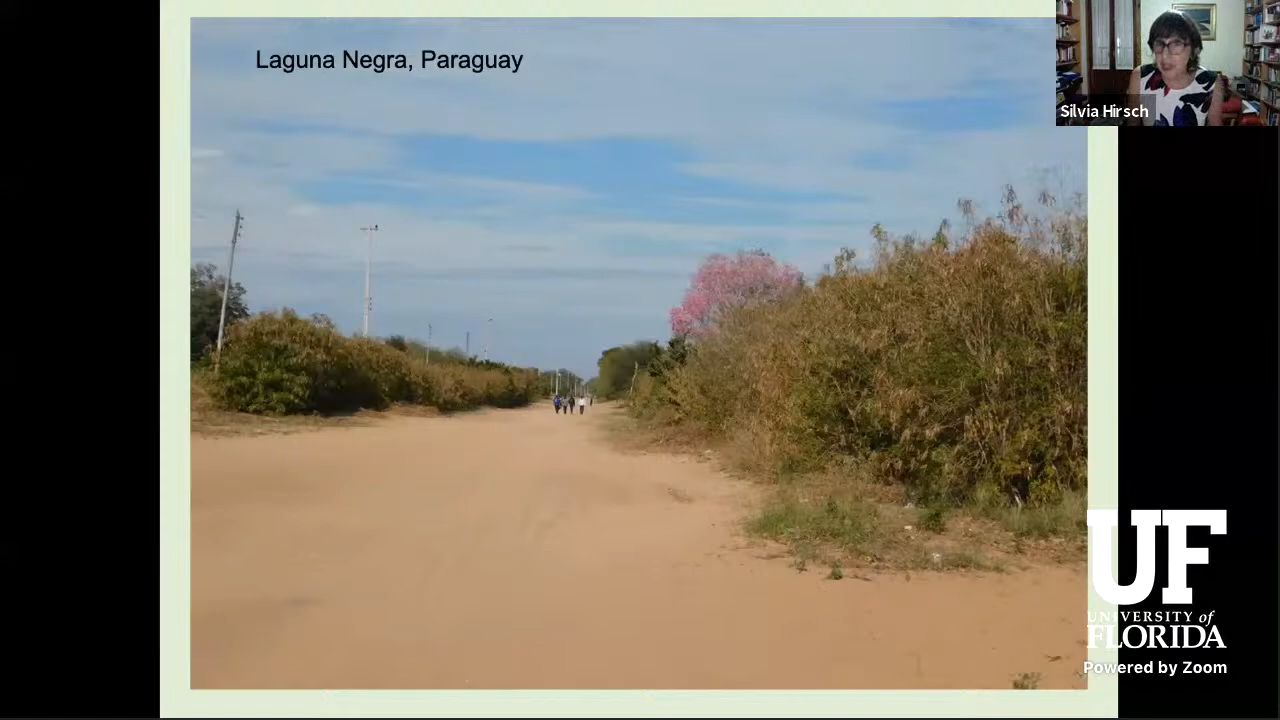 Laguna Negra, Paraguay
Silvia Hirsch
UF
UNIVERSITY of
FLORIDA
Powered by Zoom